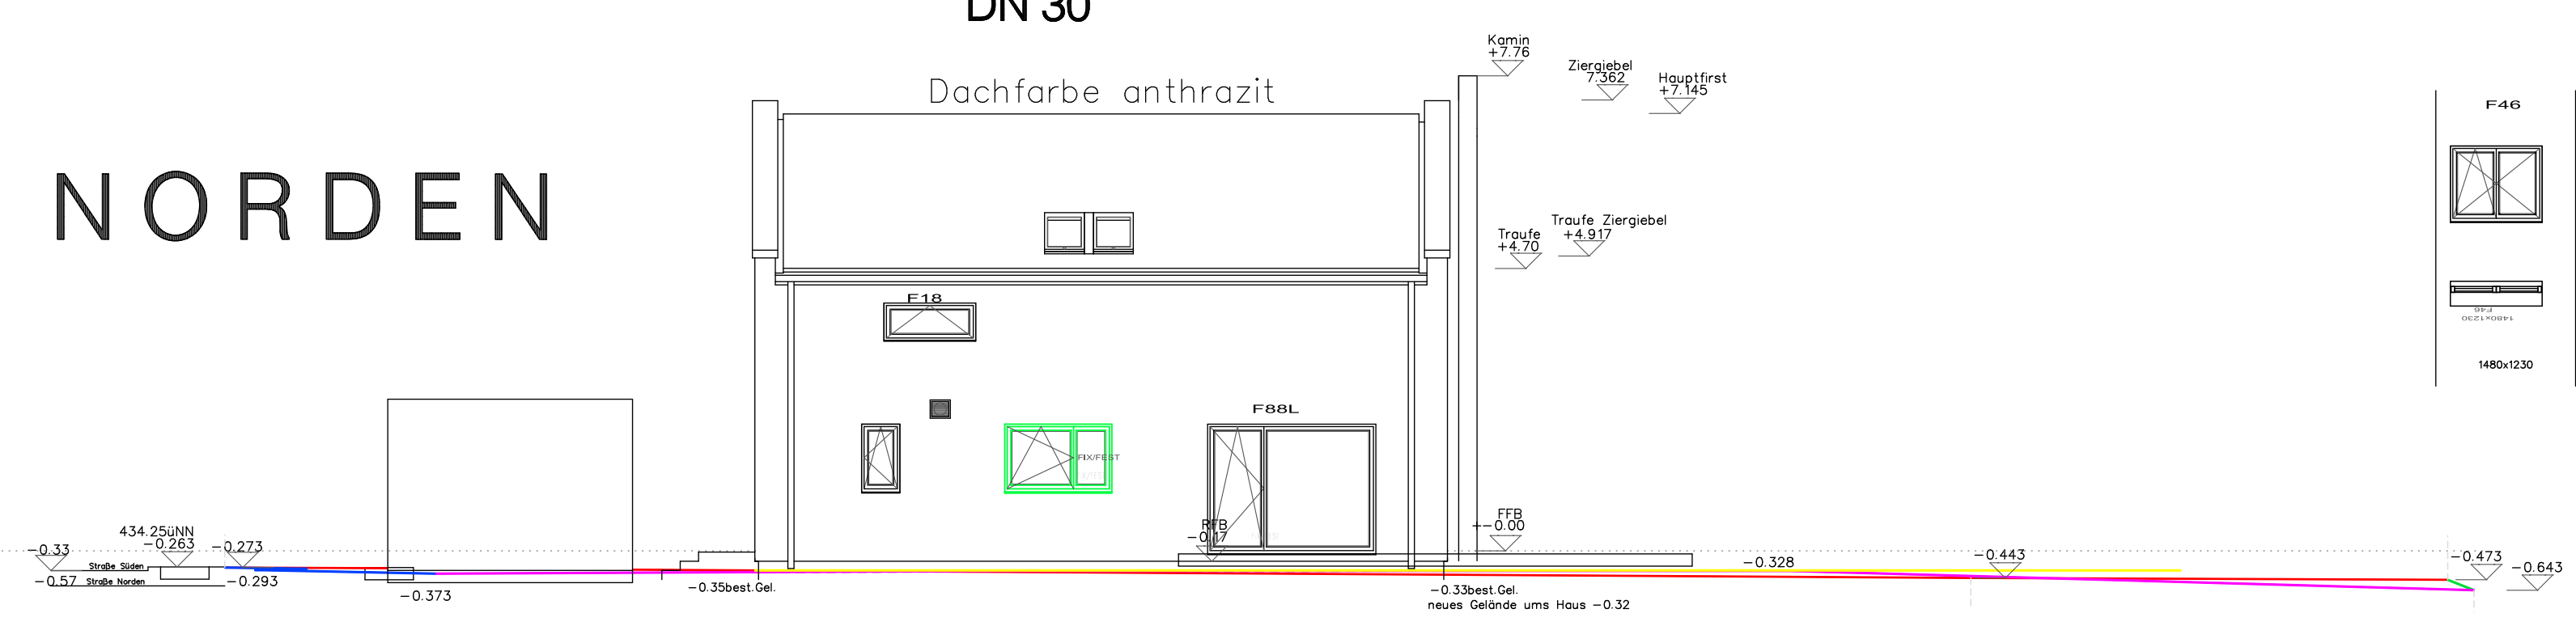 DN 30
Kamin
+7.76
Ziergiebel
7.362
Hauptfirst
+7.145
Dachfarbe anthrazit
F46
NORDEN
Traufe Ziergiebel
+4.917
Traufe
+4.70
F18
F46
1480x1230
1480x1230
F88L
FIX/FEST
RFB
-0.17
FFB
+-0.00
434.25üNN
-0.263
-0.273
-0.33
Straße Süden
-0.57
Straße Norden
-0.293
-0.373
-0.35best.Gel.
-0.33best.Gel.
neues Gelände ums Haus -0.32
-0.328
-0.443
-0.473
-0.643